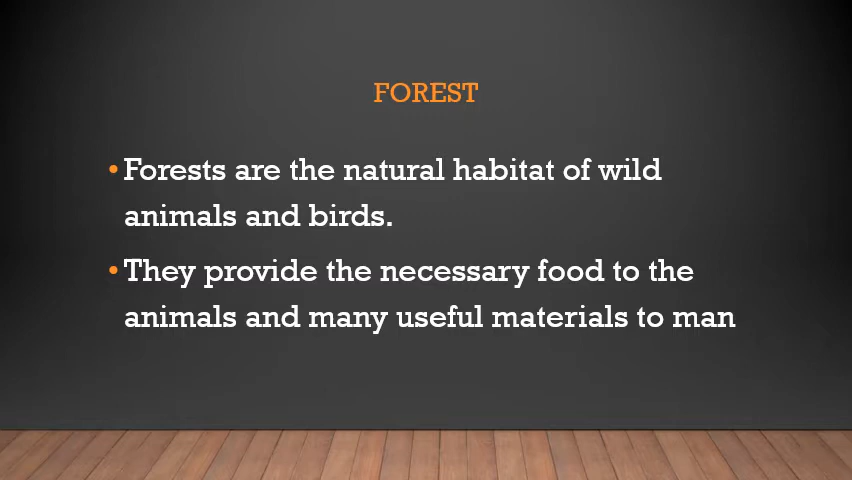 FOREST
•Forests are the natural habitat of wild
animals and birds.
•They provide the necessary food to the
animals and many useful materials to man